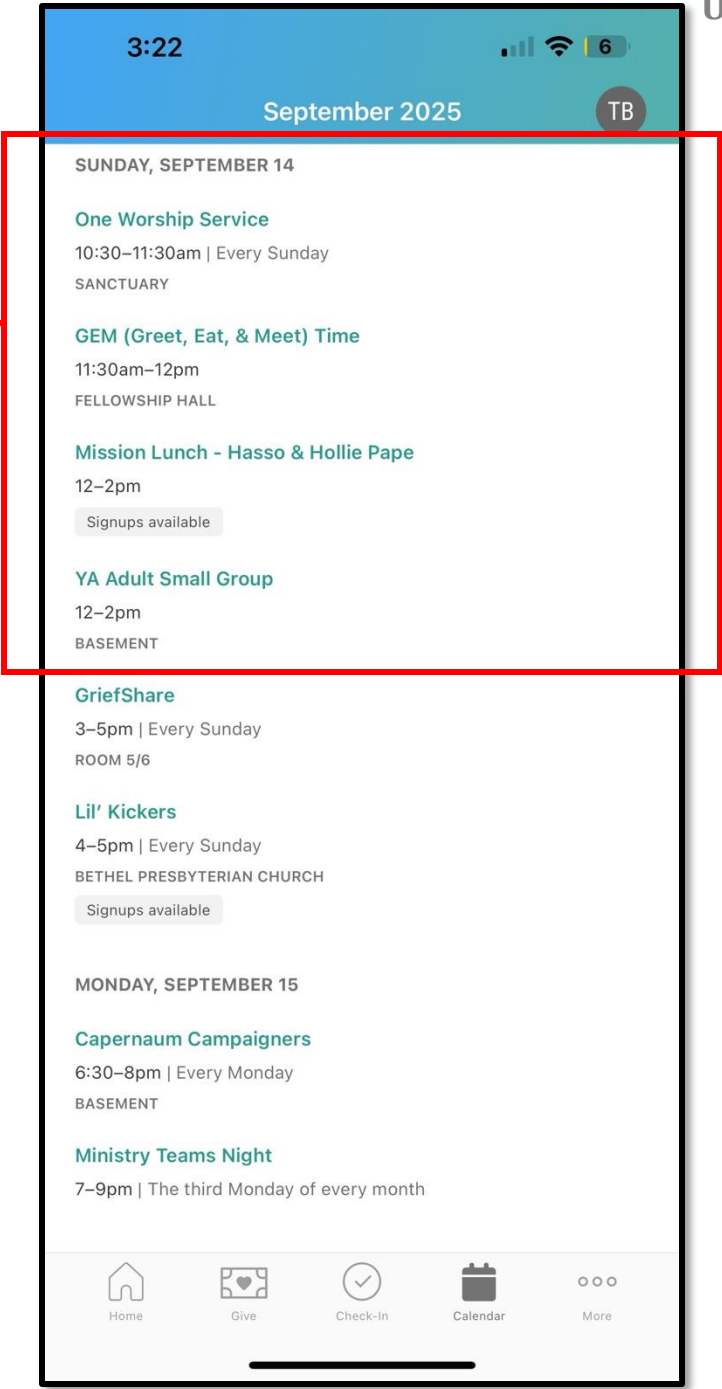 3:22
6
September 2025
TB
SUNDAY, SEPTEMBER 14
One Worship Service
10:30–11:30am | Every Sunday
SANCTUARY
GEM (Greet, Eat, & Meet) Time
11:30am–12pm
FELLOWSHIP HALL
Mission Lunch - Hasso & Hollie Pape
12–2pm
Signups available
YA Adult Small Group
12–2pm
BASEMENT
GriefShare
3–5pm | Every Sunday
ROOM 5/6
Lil’ Kickers
4–5pm | Every Sunday
BETHEL PRESBYTERIAN CHURCH
Signups available
MONDAY, SEPTEMBER 15
Capernaum Campaigners
6:30–8pm | Every Monday
BASEMENT
Ministry Teams Night
7–9pm | The third Monday of every month
Home Give Check-In Calendar More